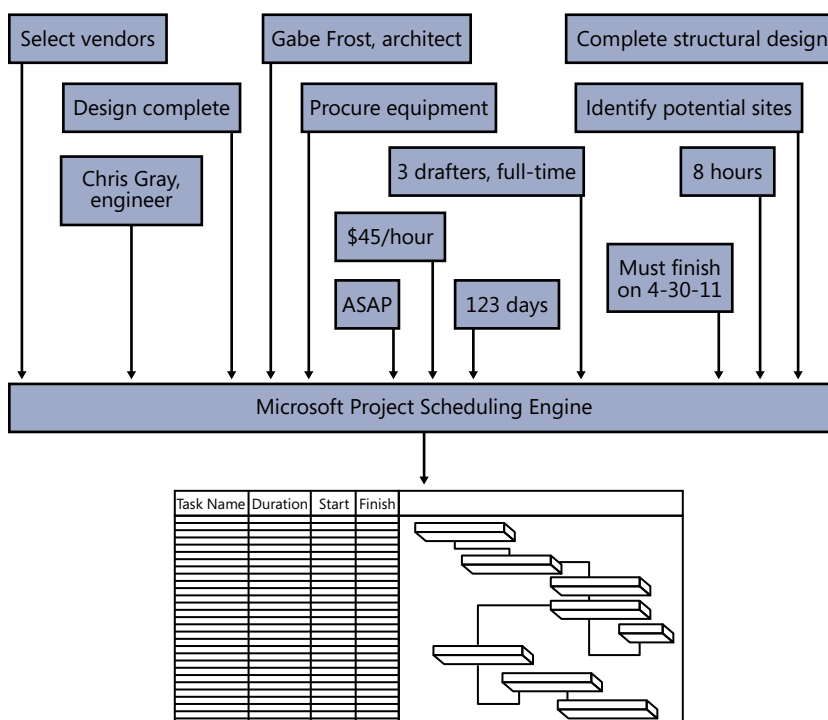 Select vendors
Gabe Frost, architect
Complete structural design
Design complete
Procure equipment
Identify potential sites
Chris Gray,
engineer
3 drafters, full-time
8 hours
$45/hour
Must finish
on 4-30-11
ASAP
123 days
Microsoft Project Scheduling Engine
Task Name Duration Start Finish